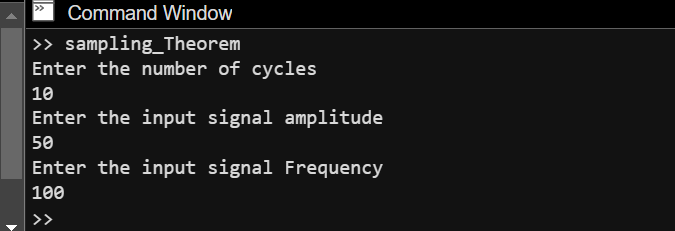 Command Window
>> sampling_Theorem
Enter the number of cycles
10
Enter the input signal amplitude
50
Enter the input signal Frequency
100
>>